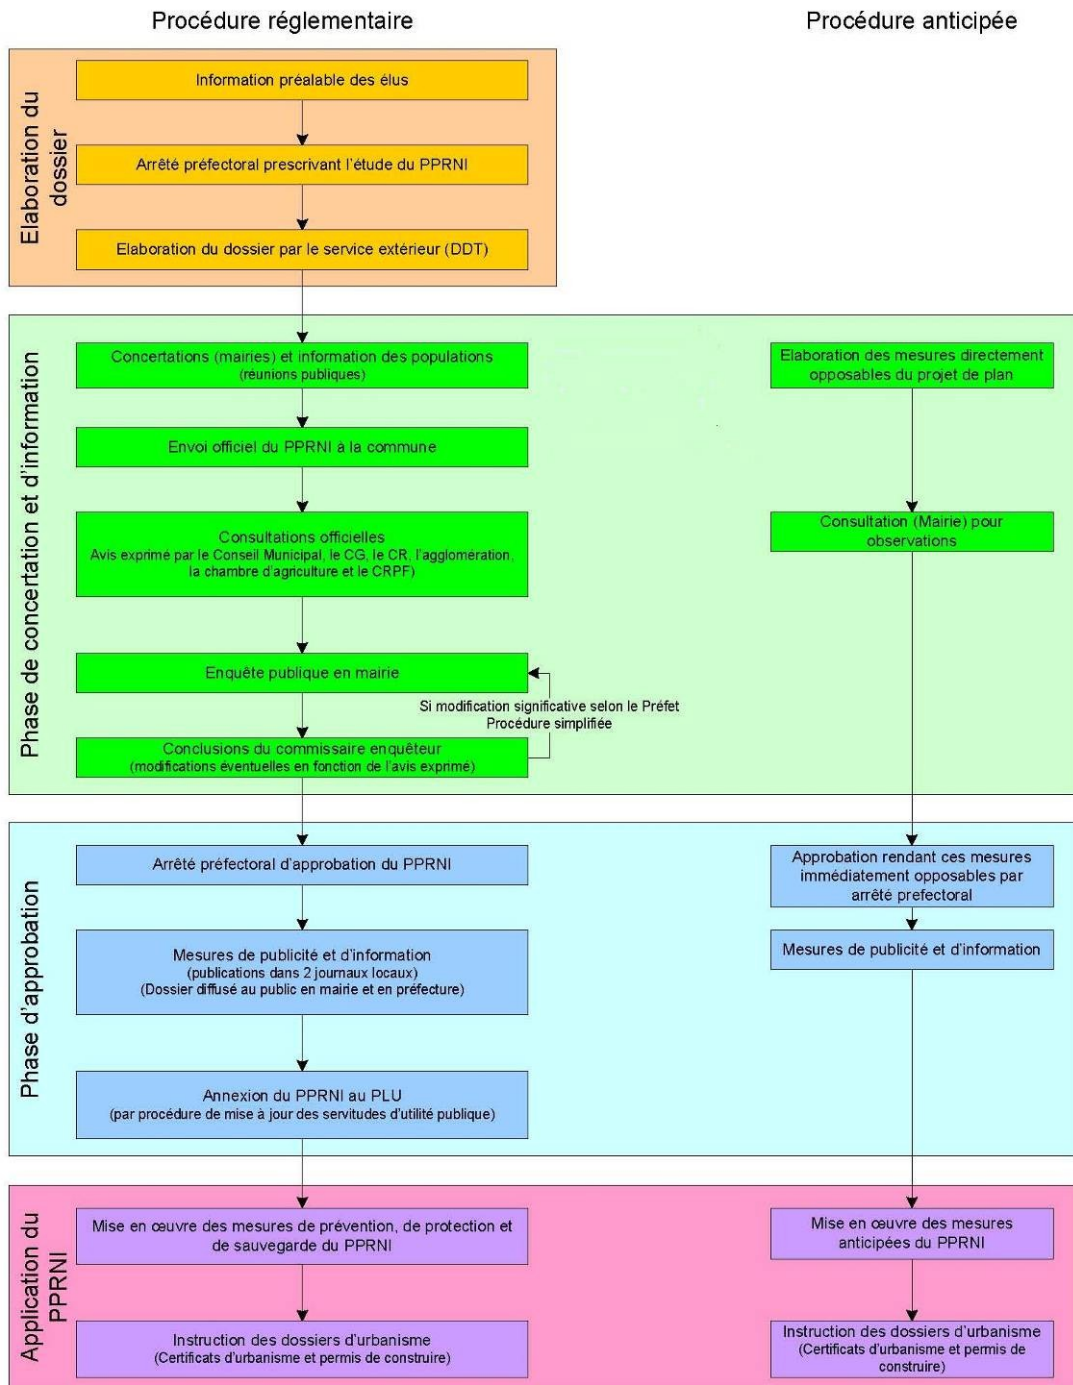 Procédure réglementaire
Procédure anticipée
Elaboration du
dossier
Information préalable des élus
Arrêté préfectoral prescrivant l'étude du PPRNI
Elaboration du dossier par le service extérieur (DDT)
Phase de concertation et d'information
Concertations (mairies) et information des populations
(réunions publiques)
Envoi officiel du PPRNI à la commune
Consultations officielles
Avis exprimé par le Conseil Municipal, le CG, le CR, l'agglomération,
la chambre d'agriculture et le CRPF)
Enquête publique en mairie
Si modification significative selon le Préfet
Procédure simplifiée
Conclusions du commissaire enquêteur
(modifications éventuelles en fonction de l'avis exprimé)
Elaboration des mesures directement
opposables du projet de plan
Consultation (Mairie) pour
observations
Phase d'approbation
Arrêté préfectoral d'approbation du PPRNI
Mesures de publicité et d'information
(publications dans 2 journaux locaux)
(Dossier diffusé au public en mairie et en préfecture)
Annexion du PPRNI au PLU
(par procédure de mise à jour des servitudes d'utilité publique)
Approbation rendant ces mesures
immédiatement opposables par
arrêté prefectoral
Mesures de publicité et d'information
Application du
PPRNI
Mise en œuvre des mesures de prévention, de protection et
de sauvegarde du PPRNI
Instruction des dossiers d'urbanisme
(Certificats d'urbanisme et permis de construire)
Mise en œuvre des mesures
anticipées du PPRNI
Instruction des dossiers d'urbanisme
(Certificats d'urbanisme et permis de
construire)